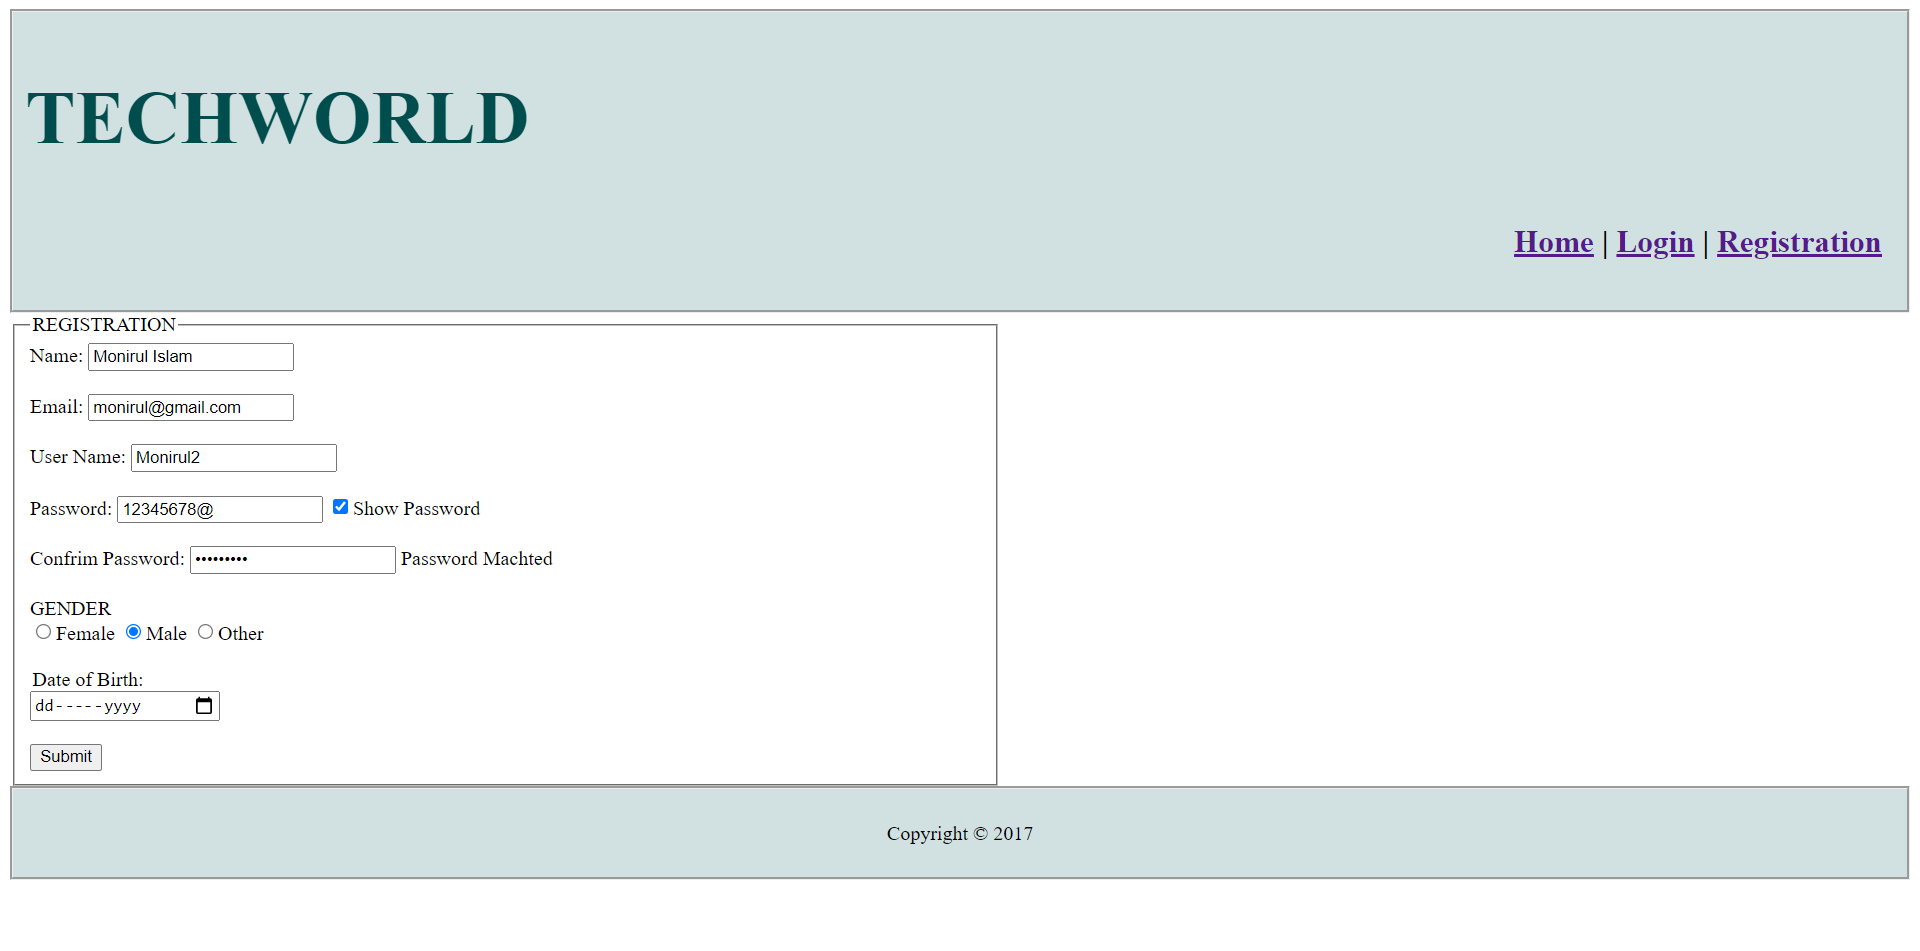 TECHWORLD
Home | Login | Registration
REGISTRATION
Name: Monirul Islam
Email: monirul@gmail.com
User Name: Monirul2
Password: 12345678@ Show Password
Confrim Password: ••••••••• Password Machted
GENDER
Female Male Other
Date of Birth:
dd-----yyyy
Submit
Copyright © 2017